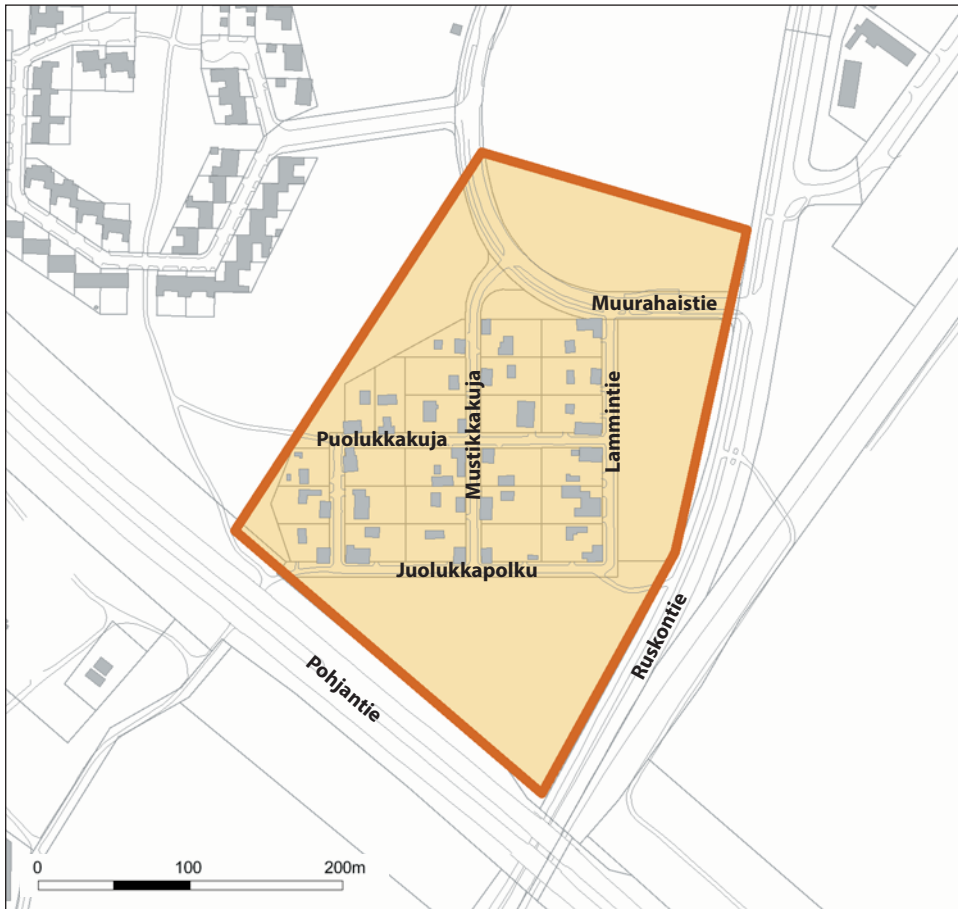 Muurahaistie
Mustikkakuja
Lammintie
Puolukkakuja
Juolukkapolku
Ruskontie
Pohjantie
0 100 200m